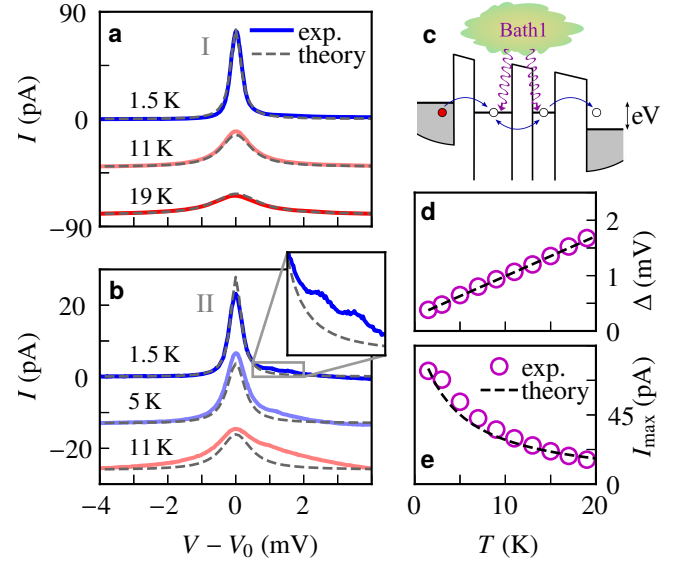 a
I
exp.
theory
1.5 K
11 K
19 K
90
0
−90
I (pA)
b
II
1.5 K
5 K
11 K
20
0
−20
I (pA)
−4 −2 0 2 4
V − V₀ (mV)
c
Bath1
eV
d
2
1
0
Δ (mV)
e
exp.
theory
45
0
I_max (pA)
0 10 20
T (K)